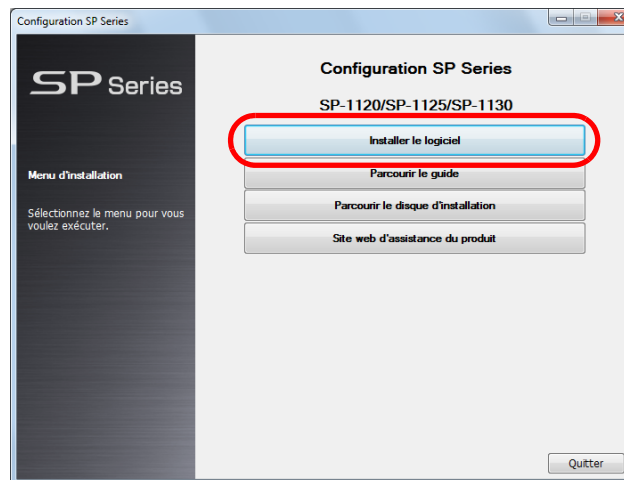 Configuration SP Series
SP Series
Menu d'installation
Sélectionnez le menu pour vous
voulez exécuter.
Configuration SP Series
SP-1120/SP-1125/SP-1130
Installer le logiciel
Parcourir le guide
Parcourir le disque d'installation
Site web d'assistance du produit
Quitter